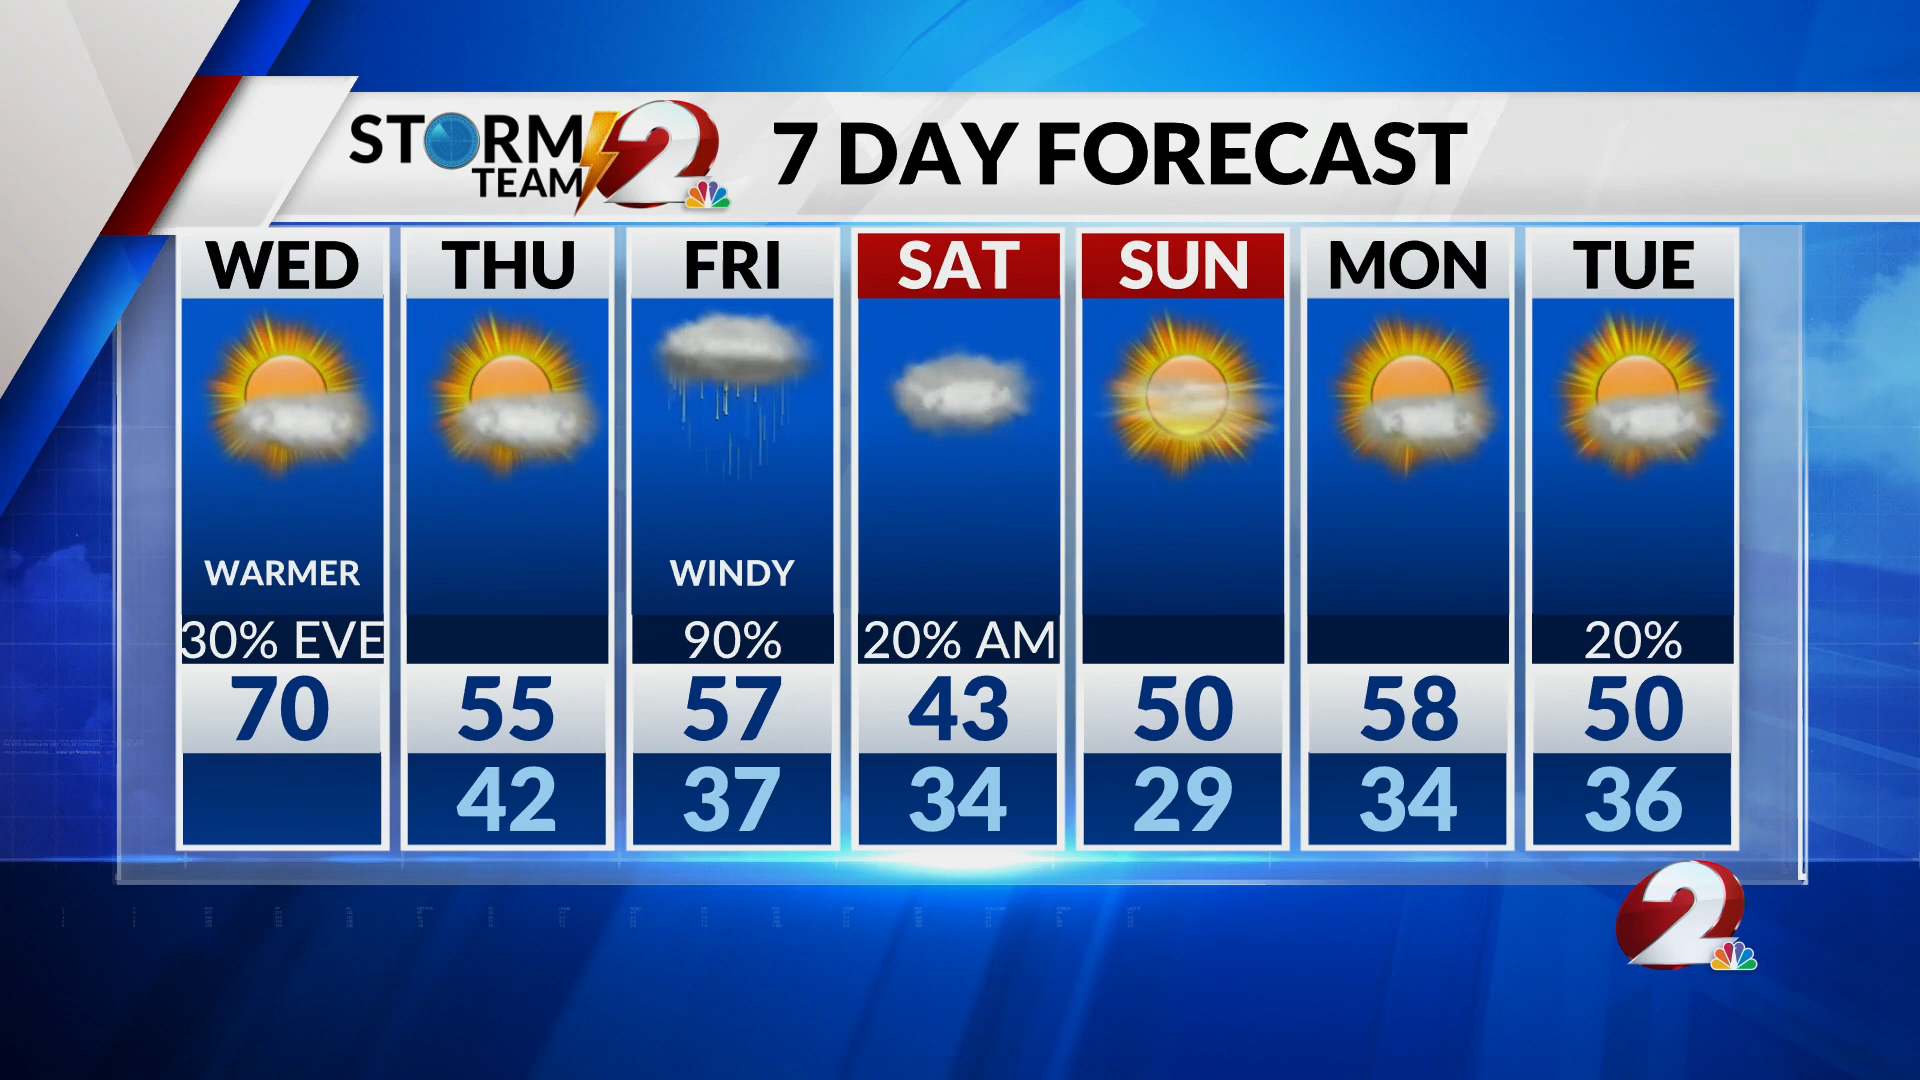 STORM
TEAM
2
7 DAY FORECAST
WED THU FRI SAT SUN MON TUE
WARMER WINDY
30% EVE 90% 20% AM 20%
70 55 57 43 50 58 50
42 37 34 29 34 36
2